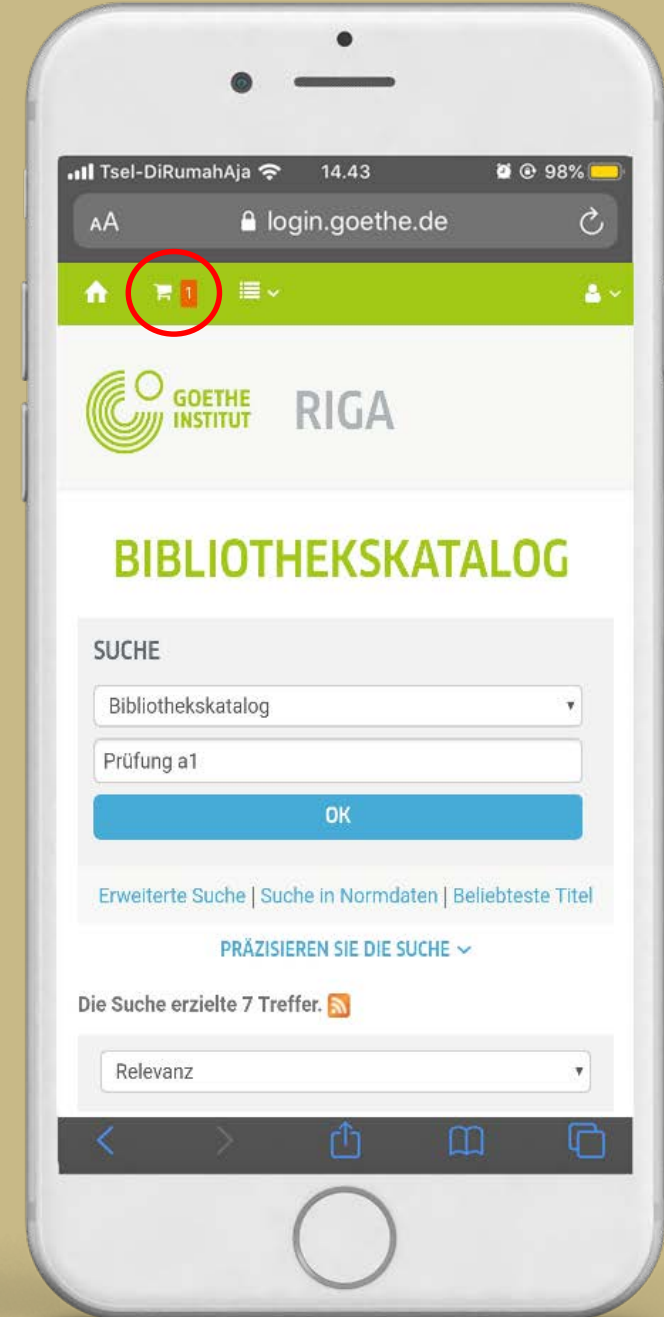 Tsel-DiRumahAja 14.43 98%
AA login.goethe.de
1
GOETHE
INSTITUT
RIGA
BIBLIOTHEKSKATALOG
SUCHE
Bibliothekskatalog
Prüfung a1
OK
Erweiterte Suche | Suche in Normdaten | Beliebteste Titel
PRÄZISIEREN SIE DIE SUCHE
Die Suche erzielte 7 Treffer.
Relevanz